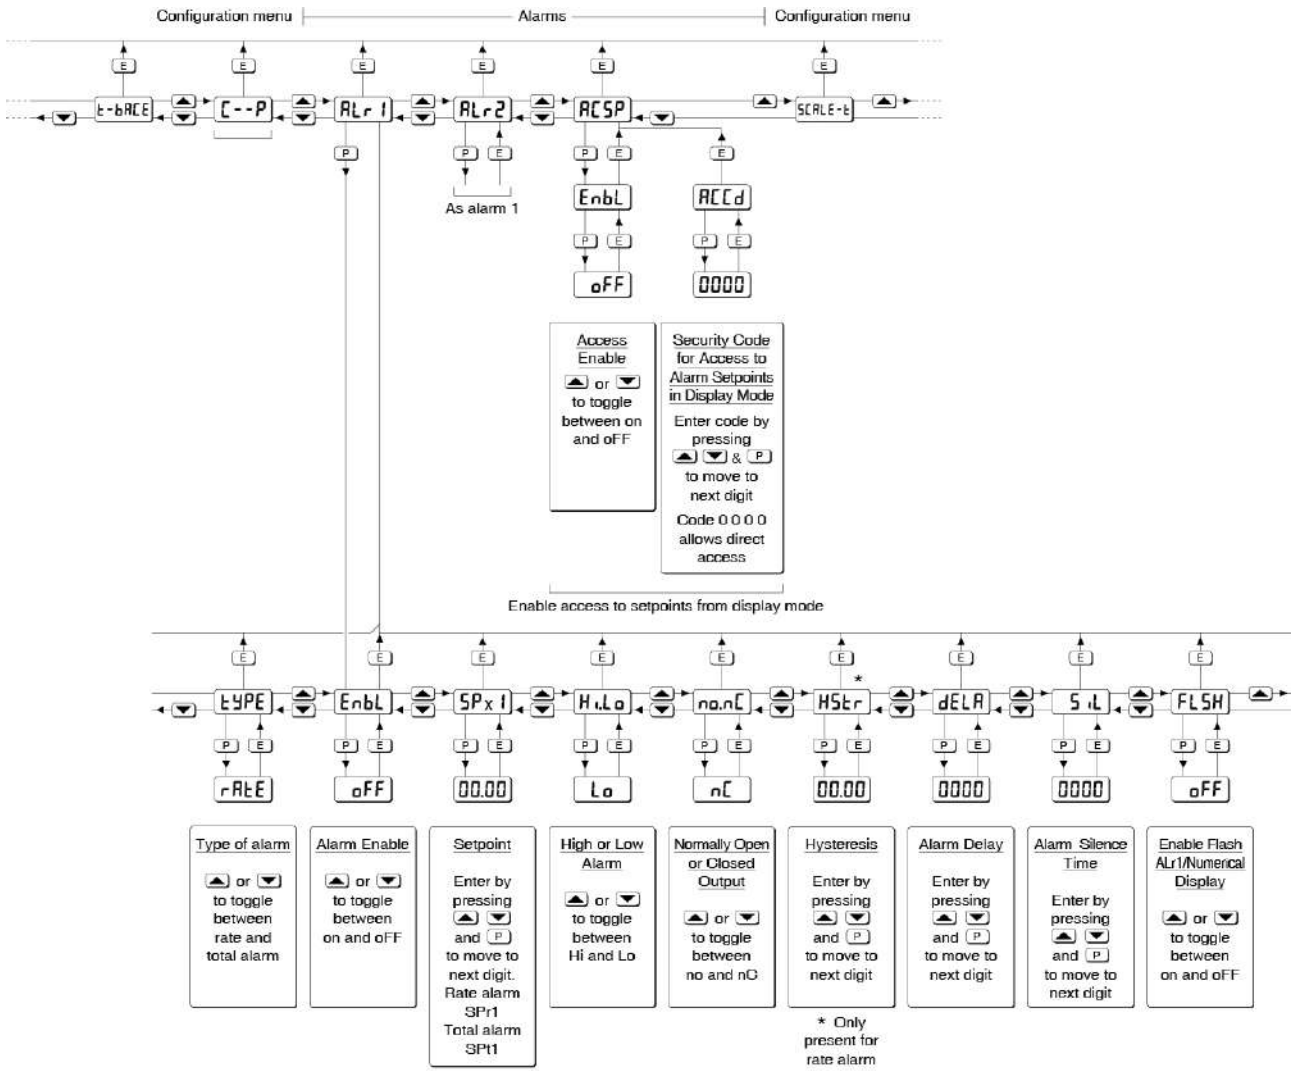 Configuration menu
Alarms
Configuration menu
E E E E E E
t-bACE C--P ALr1 ALr2 ACSP SCALE-t
P P E P E E
As alarm 1
EnbL ACCd
P E P E
oFF 0000
Access
Enable
or
to toggle
between on
and oFF
Security Code
for Access to
Alarm Setpoints
in Display Mode
Enter code by
pressing
& P
to move to
next digit
Code 0 0 0 0
allows direct
access
Enable access to setpoints from display mode
E E E E E E E E E
*
tYPE EnbL SPx1 Hi.Lo no.nC HStr dELA SiL FLSH
P E P E P E P E P E P E P E P E P E
rAtE oFF 00.00 Lo nC 00.00 0000 0000 oFF
Type of alarm
or
to toggle
between
rate and
total alarm
Alarm Enable
or
to toggle
between
on and oFF
Setpoint
Enter by
pressing
and P
to move to
next digit.
Rate alarm
SPr1
Total alarm
SPt1
High or Low
Alarm
or
to toggle
between
Hi and Lo
Normally Open
or Closed
Output
or
to toggle
between
no and nC
Hysteresis
Enter by
pressing
and P
to move to
next digit
* Only
present for
rate alarm
Alarm Delay
Enter by
pressing
and P
to move to
next digit
Alarm Silence
Time
Enter by
pressing
and P
to move to
next digit
Enable Flash
ALr1/Numerical
Display
or
to toggle
between
on and oFF